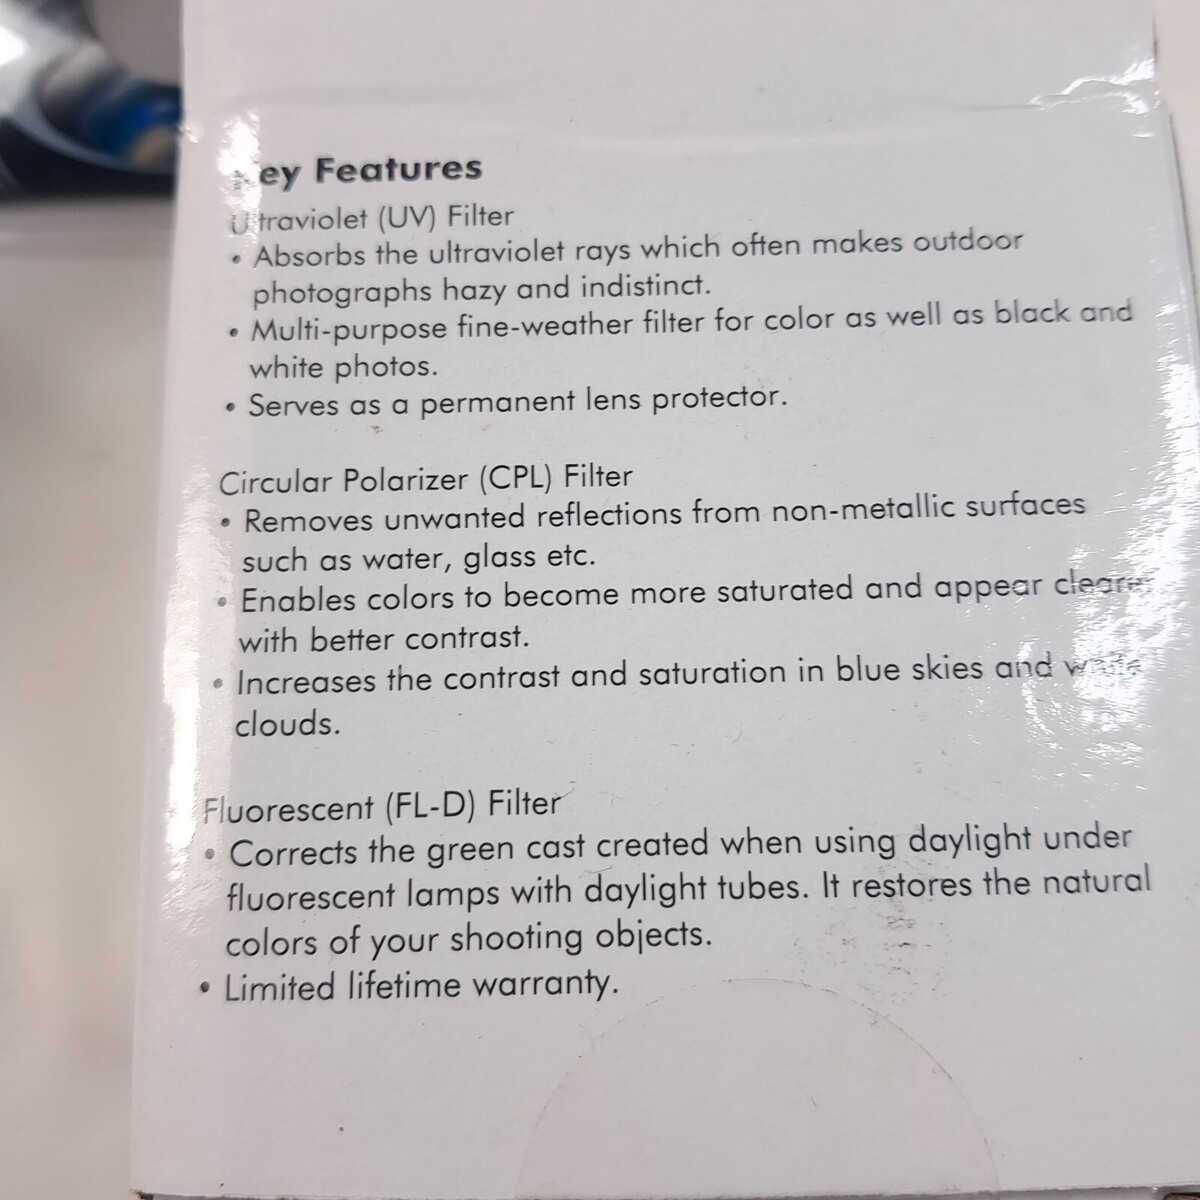 Key Features
Ultraviolet (UV) Filter
• Absorbs the ultraviolet rays which often makes outdoor
photographs hazy and indistinct.
• Multi-purpose fine-weather filter for color as well as black and
white photos.
• Serves as a permanent lens protector.
Circular Polarizer (CPL) Filter
• Removes unwanted reflections from non-metallic surfaces
such as water, glass etc.
• Enables colors to become more saturated and appear clearer
with better contrast.
• Increases the contrast and saturation in blue skies and
clouds.
Fluorescent (FL-D) Filter
• Corrects the green cast created when using daylight under
fluorescent lamps with daylight tubes. It restores the natural
colors of your shooting objects.
• Limited lifetime warranty.